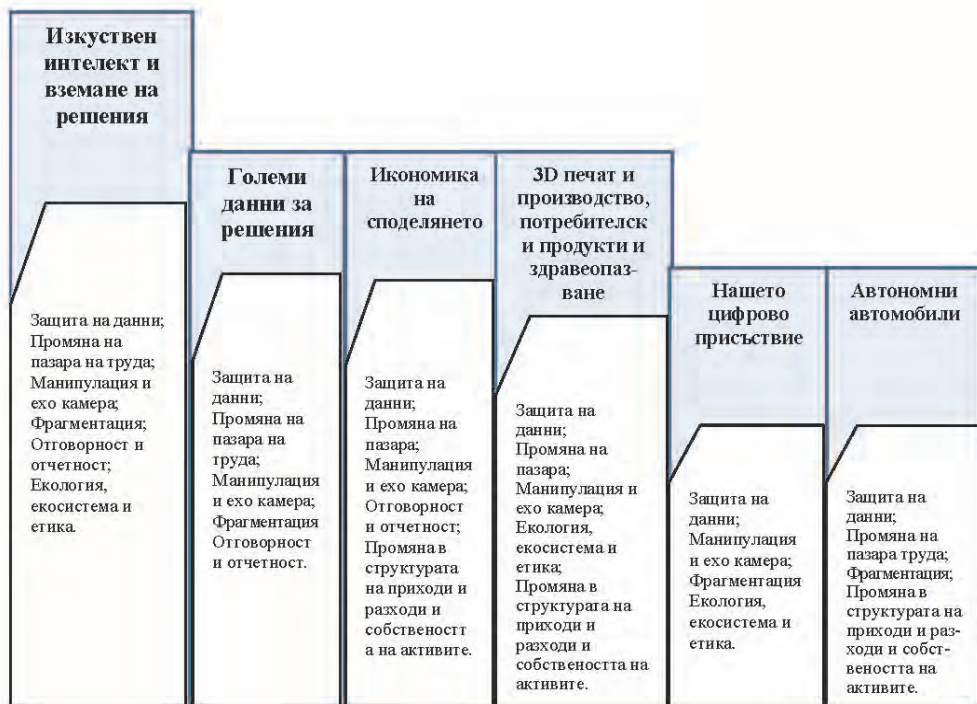 Изкуствен
интелект и
вземане на
решения
Защита на данни;
Промяна на
пазара на труда;
Манипулация и
ехо камера;
Фрагментация;
Отговорност и
отчетност;
Екология,
екосистема и
етика.
Големи
данни за
решения
Защита на
данни;
Промяна на
пазара на
труда;
Манипулация
и ехо камера;
Фрагментация
Отговорност
и отчетност.
Икономика
на
споделянето
Защита на
данни;
Промяна на
пазара;
Манипулация
и ехо камера;
Отговорност
и отчетност;
Промяна в
структурата
на приходи и
разходи и
собственостт
а на активите.
3D печат и
производство,
потребителск
и продукти и
здравеопаз-
ване
Защита на
данни;
Промяна на
пазара;
Манипулация и
ехо камера;
Екология,
екосистема и
етика;
Промяна в
структурата на
приходи и
разходи и
собствеността на
активите.
Нашето
цифрово
присъствие
Защита на
данни;
Манипулация
и ехо камера;
Фрагментация
Екология,
екосистема и
етика.
Автономни
автомобили
Защита на
данни;
Промяна на
пазара труда;
Фрагментация;
Промяна в
структурата на
приходи и раз-
ходи и собст-
веността на
активите.